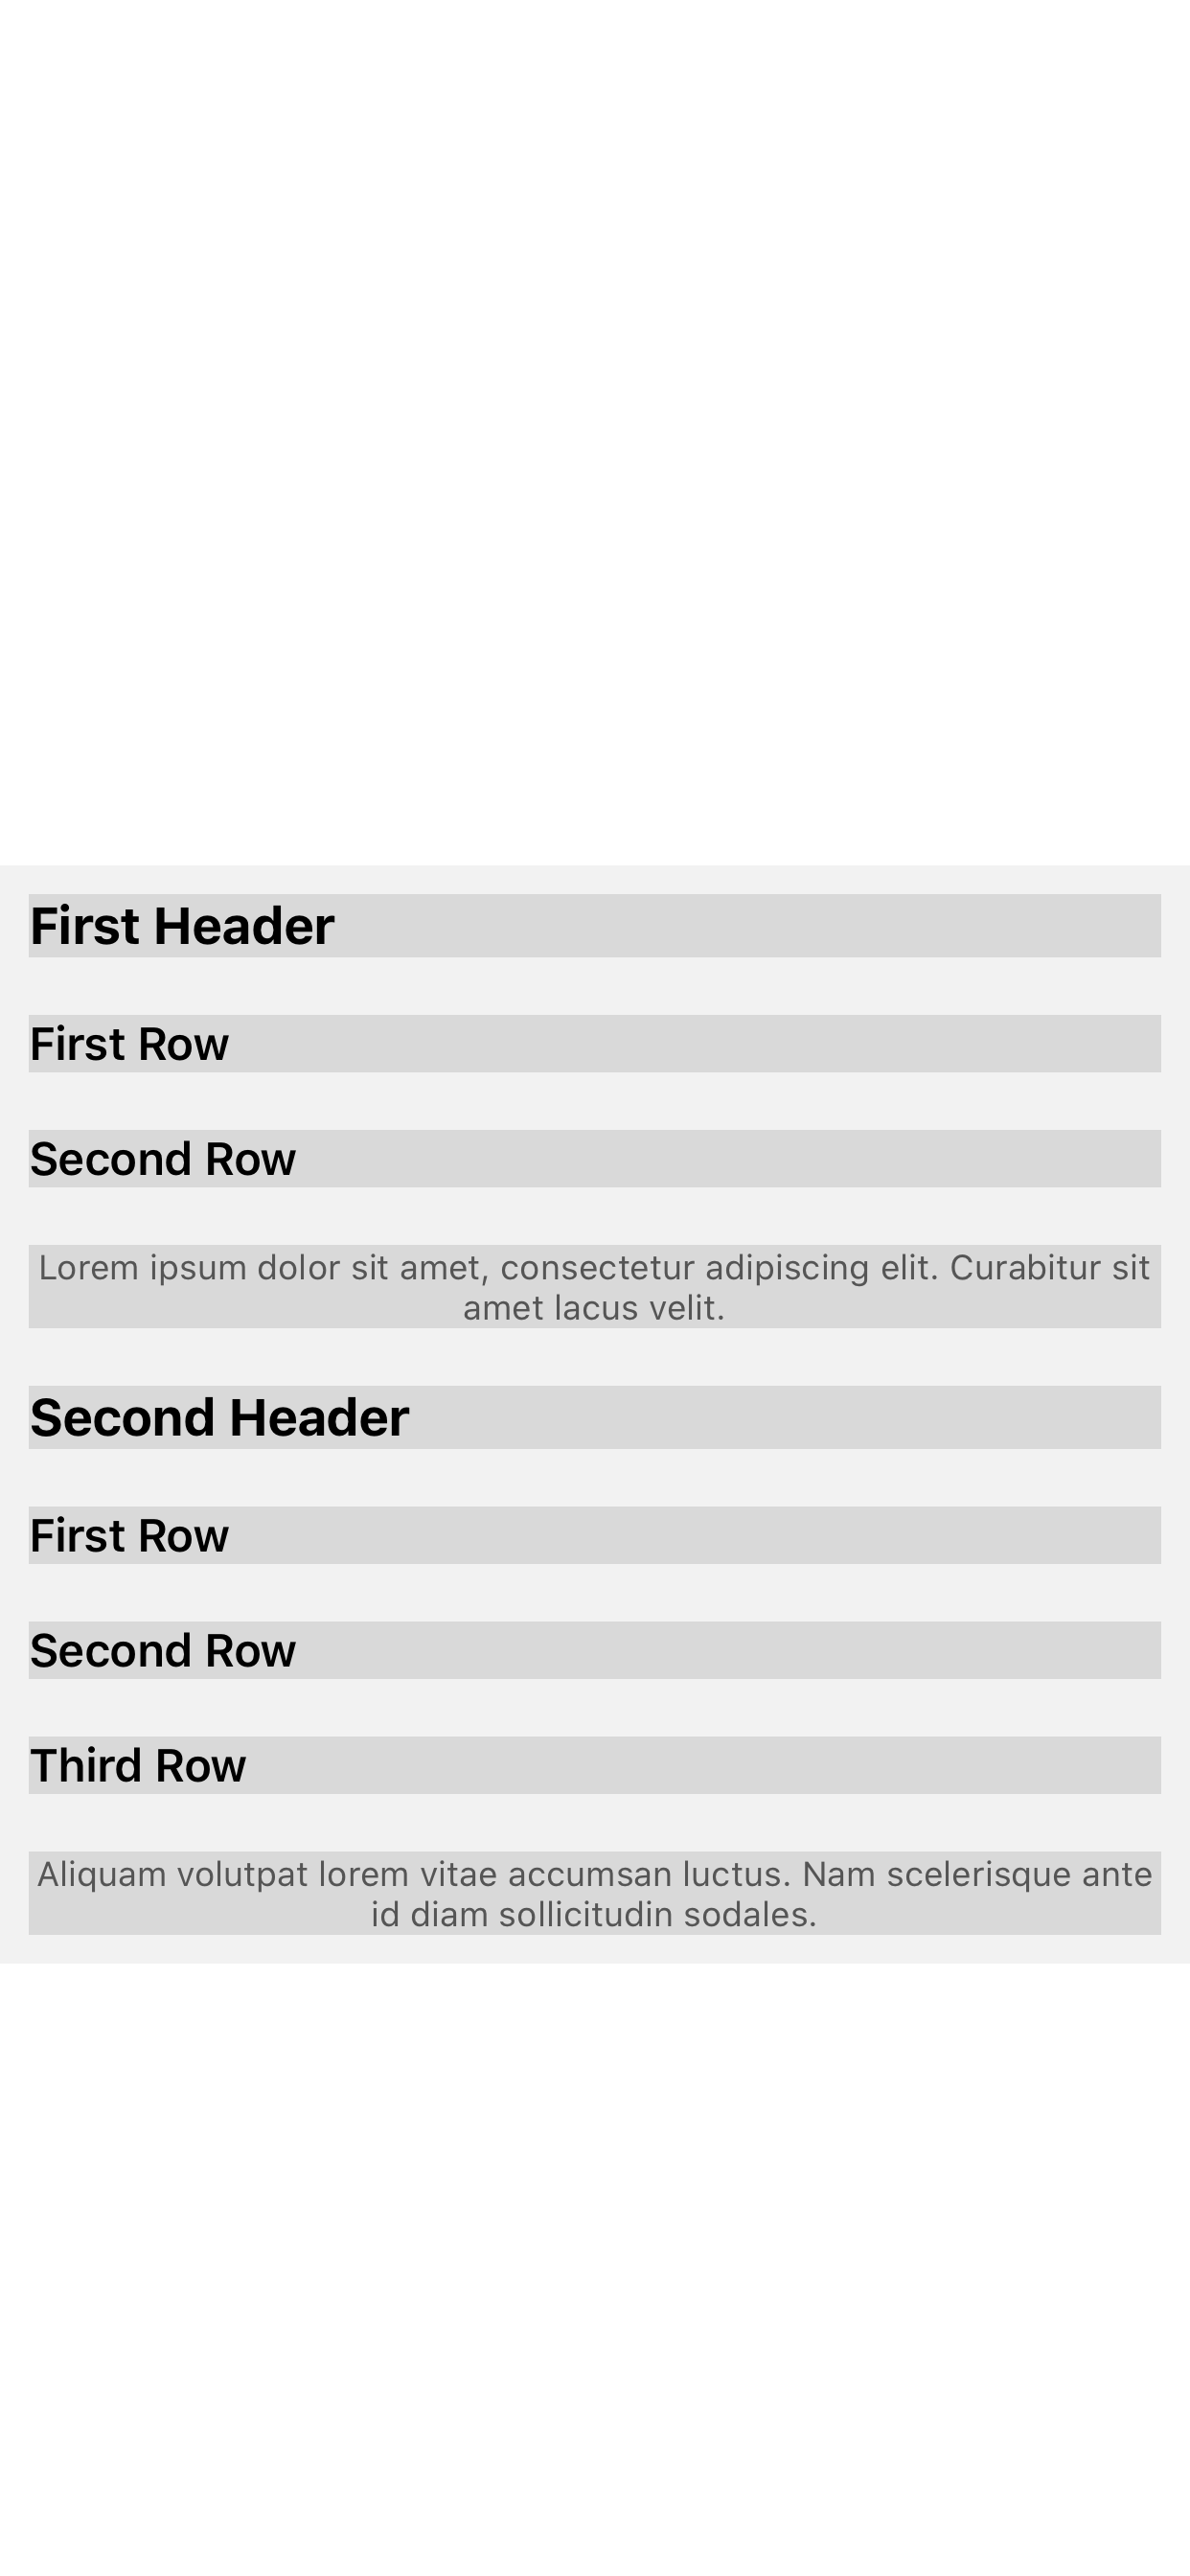 First Header
First Row
Second Row
Lorem ipsum dolor sit amet, consectetur adipiscing elit. Curabitur sit
amet lacus velit.
Second Header
First Row
Second Row
Third Row
Aliquam volutpat lorem vitae accumsan luctus. Nam scelerisque ante
id diam sollicitudin sodales.